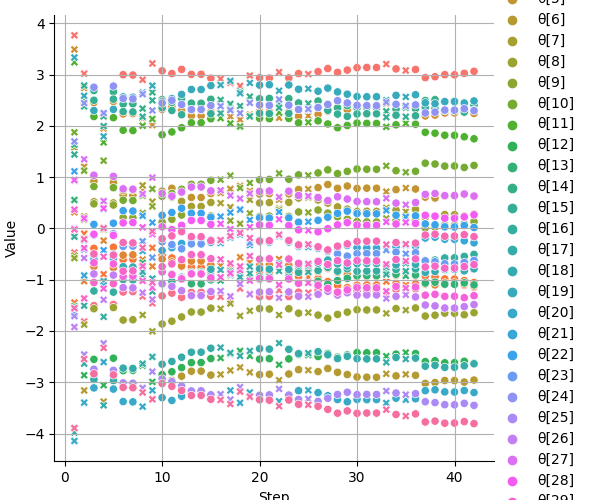 4
3
2
1
0
−1
−2
−3
−4
Value
0
10
20
30
40
Step
θ[6]
θ[7]
θ[8]
θ[9]
θ[10]
θ[11]
θ[12]
θ[13]
θ[14]
θ[15]
θ[16]
θ[17]
θ[18]
θ[19]
θ[20]
θ[21]
θ[22]
θ[23]
θ[24]
θ[25]
θ[26]
θ[27]
θ[28]